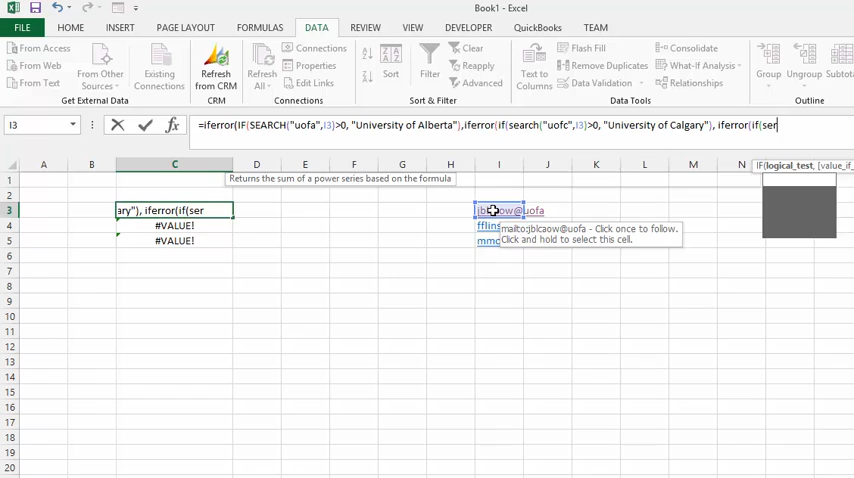 Book1 - Excel
FILE HOME INSERT PAGE LAYOUT FORMULAS DATA REVIEW VIEW DEVELOPER QuickBooks TEAM
From Access
From Web
From Text
From Other Sources
Existing Connections
Get External Data
Refresh from CRM
CRM
Refresh All
Connections
Properties
Edit Links
Connections
Sort
Filter
Clear
Reapply
Advanced
Sort & Filter
Text to Columns
Flash Fill
Remove Duplicates
Data Validation
Consolidate
What-If Analysis
Relationships
Data Tools
Group
Ungroup
Subtota
Outline
I3
=iferror(IF(SEARCH("uofa",I3)>0, "University of Alberta"),iferror(if(search("uofc",I3)>0, "University of Calgary"), iferror(if(ser
IF(logical_test, [value_if_
A B C D E F G H I J K L M N
Returns the sum of a power series based on the formula
1
2
3 ary"), iferror(if(ser
4 #VALUE! fflins
5 #VALUE! mmo
mailto:jblcaow@uofa - Click once to follow.
Click and hold to select this cell.
6
7
8
9
10
11
12
13
14
15
16
17
18
19
20